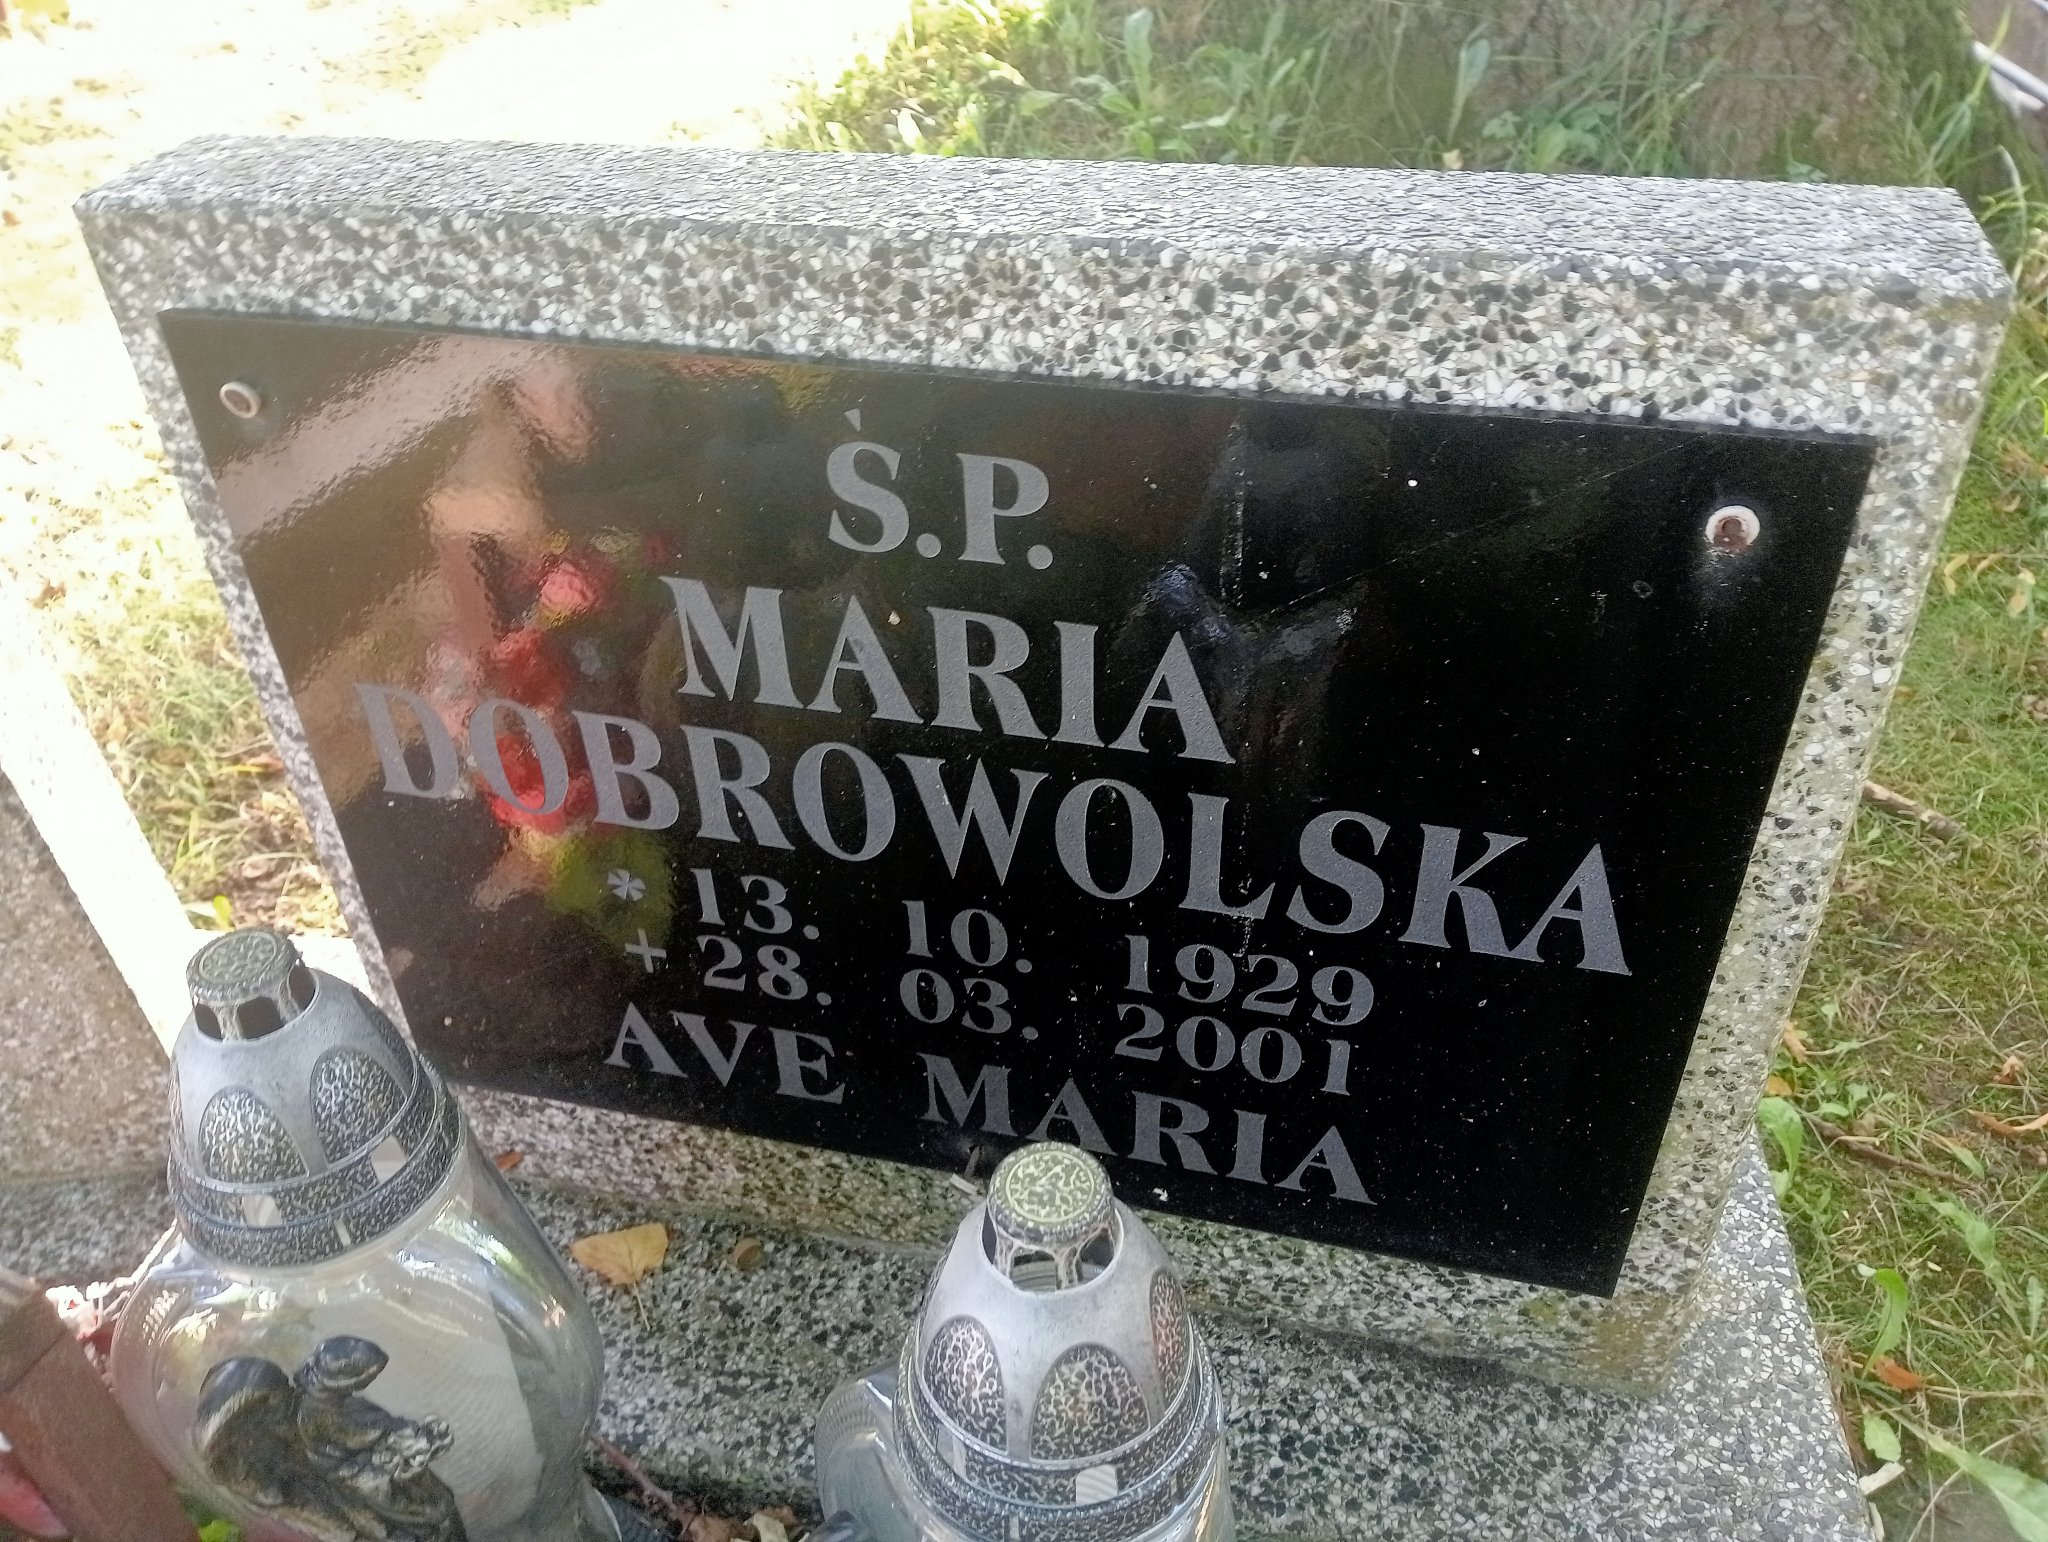 Ś.P.
MARIA
DOBROWOLSKA
* 13. 10. 1929
+ 28. 03. 2001
AVE MARIA